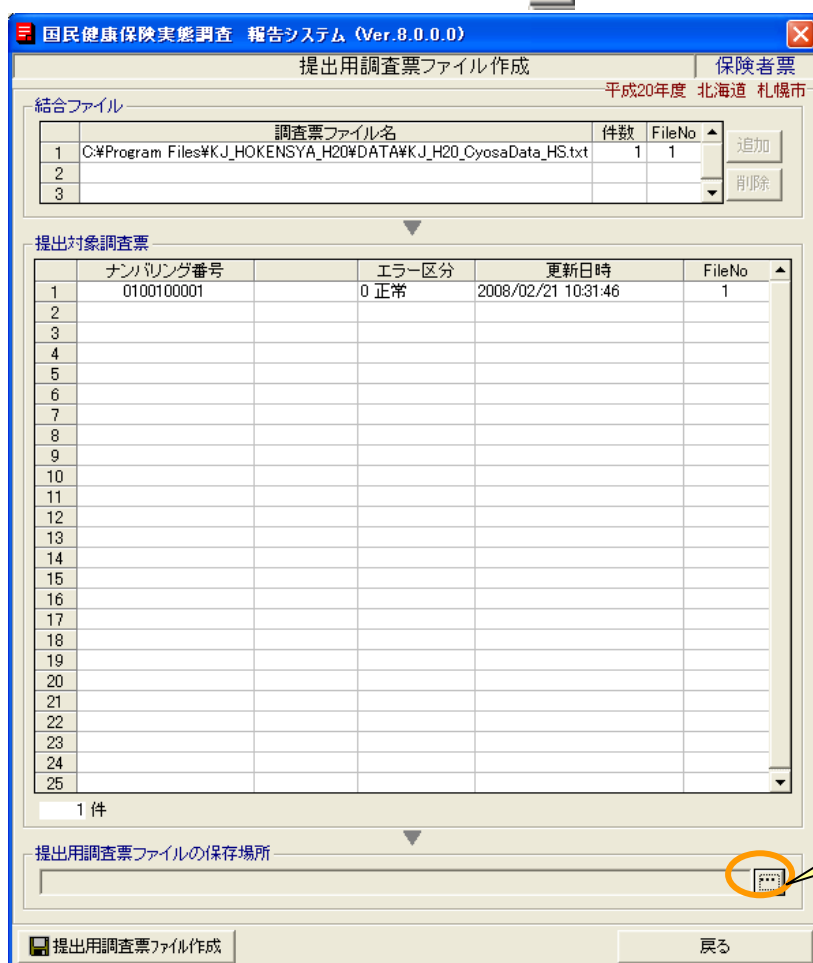 国民健康保険実態調査 報告システム (Ver.8.0.0.0)
提出用調査票ファイル作成 保険者票
平成20年度 北海道 札幌市
結合ファイル
調査票ファイル名 件数 FileNo
1 C:¥Program Files¥KJ_HOKENSYA_H20¥DATA¥KJ_H20_CyosaData_HS.txt 1 1
2
3
追加
削除
提出対象調査票
ナンバリング番号 エラー区分 更新日時 FileNo
1 0100100001 0 正常 2008/02/21 10:31:46 1
2
3
4
5
6
7
8
9
10
11
12
13
14
15
16
17
18
19
20
21
22
23
24
25
1 件
提出用調査票ファイルの保存場所
...
提出用調査票ファイル作成 戻る